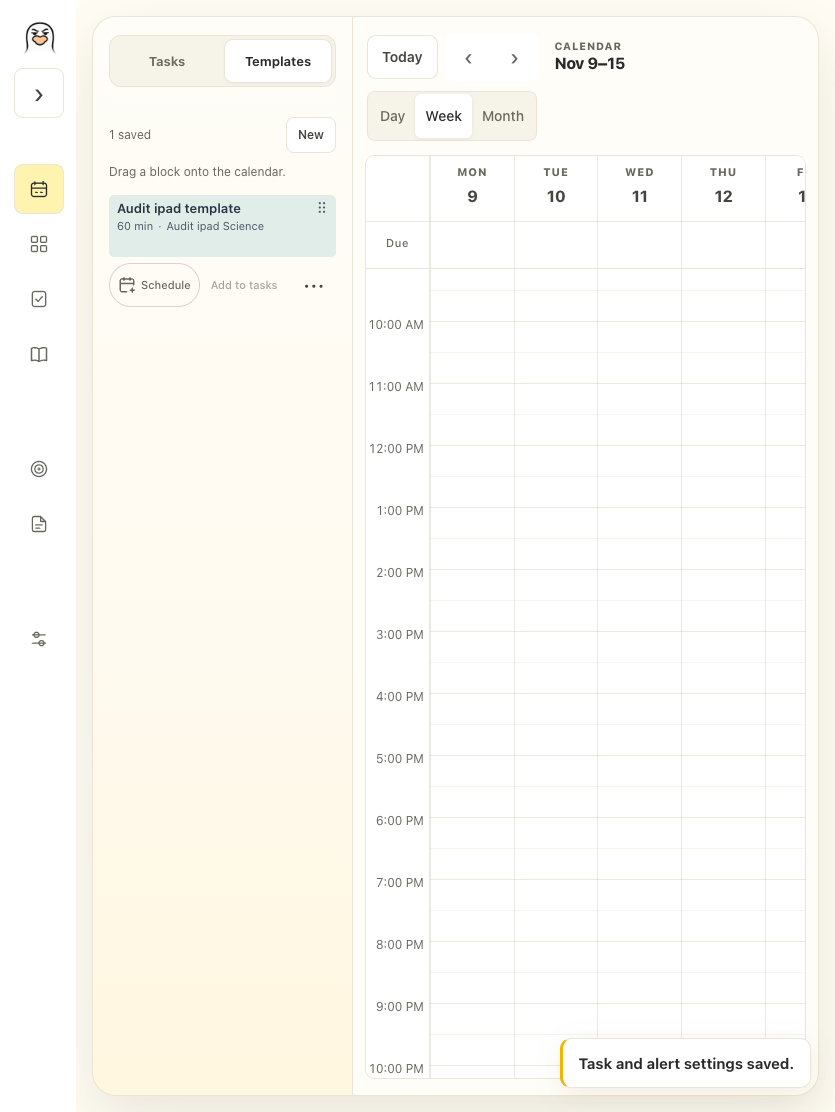 Tasks
Templates
1 saved
New
Drag a block onto the calendar.
Audit ipad template
60 min · Audit ipad Science
Schedule
Add to tasks
Today
CALENDAR
Nov 9–15
Day
Week
Month
MON
TUE
WED
THU
9
10
11
12
Due
10:00 AM
11:00 AM
12:00 PM
1:00 PM
2:00 PM
3:00 PM
4:00 PM
5:00 PM
6:00 PM
7:00 PM
8:00 PM
9:00 PM
10:00 PM
Task and alert settings saved.